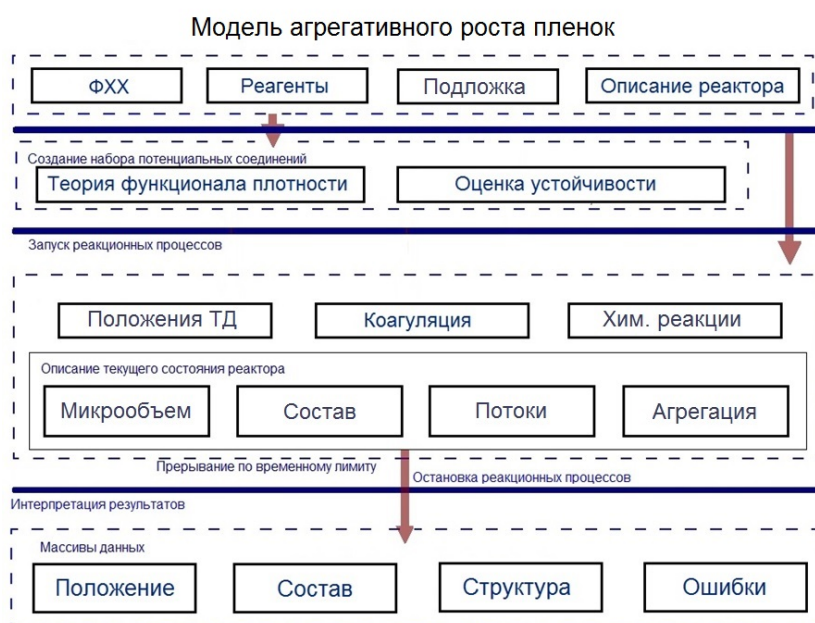 Модель агрегативного роста пленок
ФХХ
Реагенты
Подложка
Описание реактора
Создание набора потенциальных соединений
Теория функционала плотности
Оценка устойчивости
Запуск реакционных процессов
Положения ТД
Коагуляция
Хим. реакции
Описание текущего состояния реактора
Микрообъем
Состав
Потоки
Агрегация
Прерывание по временному лимиту
Остановка реакционных процессов
Интерпретация результатов
Массивы данных
Положение
Состав
Структура
Ошибки